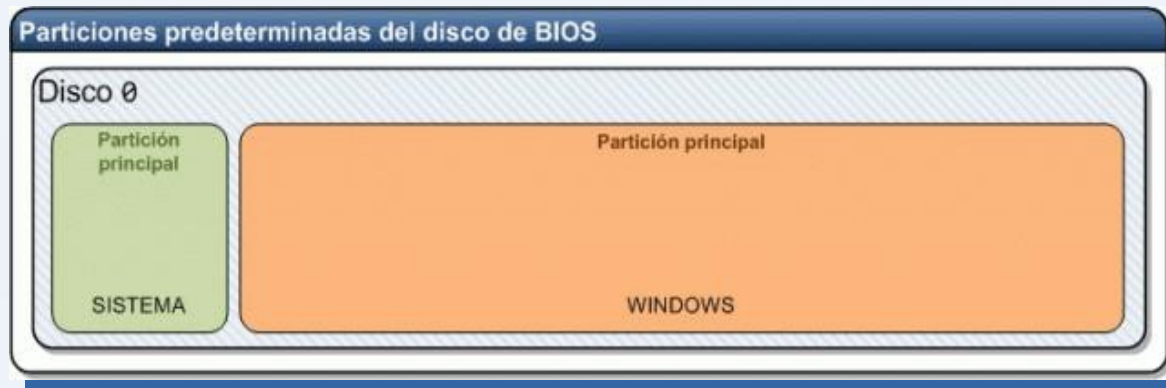 Particiones predeterminadas del disco de BIOS
Disco 0
Partición
principal
SISTEMA
Partición principal
WINDOWS